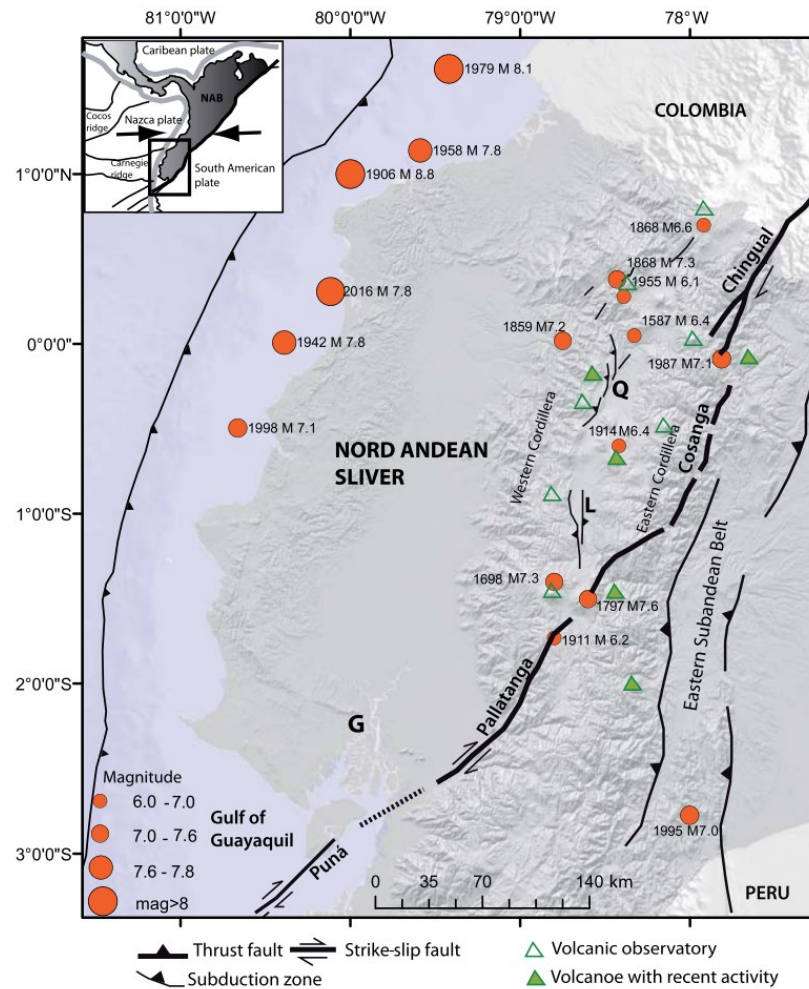 81°0'0"W
80°0'0"W
79°0'0"W
78°'W
Caribean plate
NAB
Cocos
ridge
Nazca plate
Carnegie
ridge
South American
plate
1979 M 8.1
COLOMBIA
1958 M 7.8
1°0'0"N
1906 M 8.8
1868 M6.6
Chingual
1868 M7.3
1955 M 6.1
2016 M 7.8
1587 M 6.4
1859 M7.2
0°'0"
1942 M 7.8
1987 M7.1
Q
1998 M 7.1
1914 M6.4
NORD ANDEAN
SLIVER
Western Cordillera
Eastern Cordillera
Cosanga
L
1°0'0"S
Eastern Subandean Belt
1698 M7.3
1797 M7.6
1911 M 6.2
2°0'0"S
Pallatanga
G
Magnitude
6.0 - 7.0
7.0 - 7.6
7.6 - 7.8
mag>8
Gulf of
Guayaquil
1995 M7.0
3°0'0"S
Puná
0 35 70 140 km
PERU
Thrust fault
Strike-slip fault
Volcanic observatory
Subduction zone
Volcanoe with recent activity